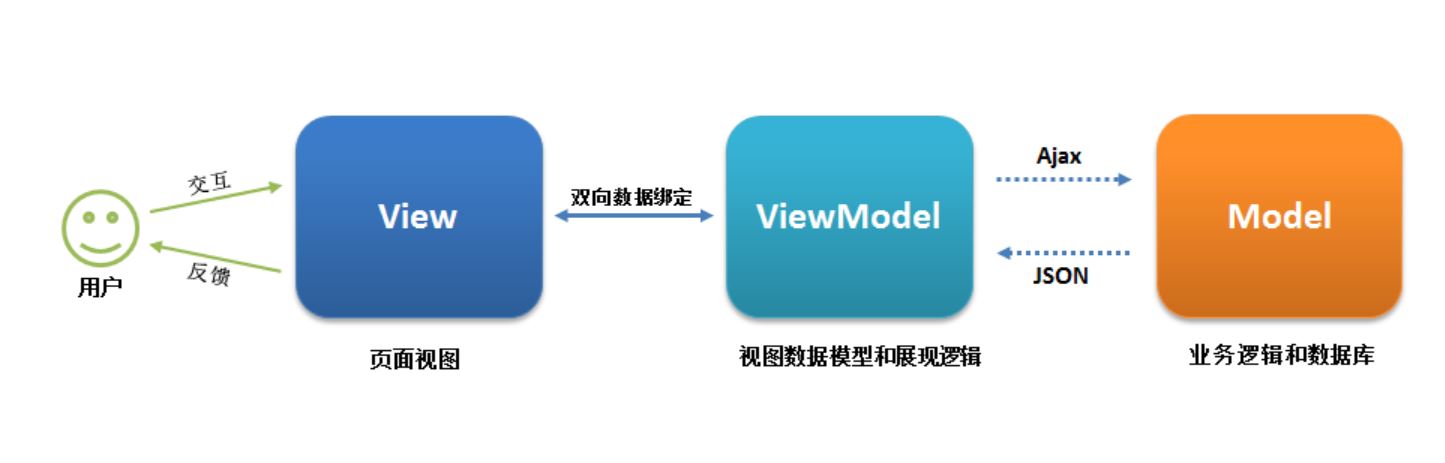 交互
反馈
用户
View
页面视图
双向数据绑定
ViewModel
视图数据模型和展现逻辑
Ajax
JSON
Model
业务逻辑和数据库